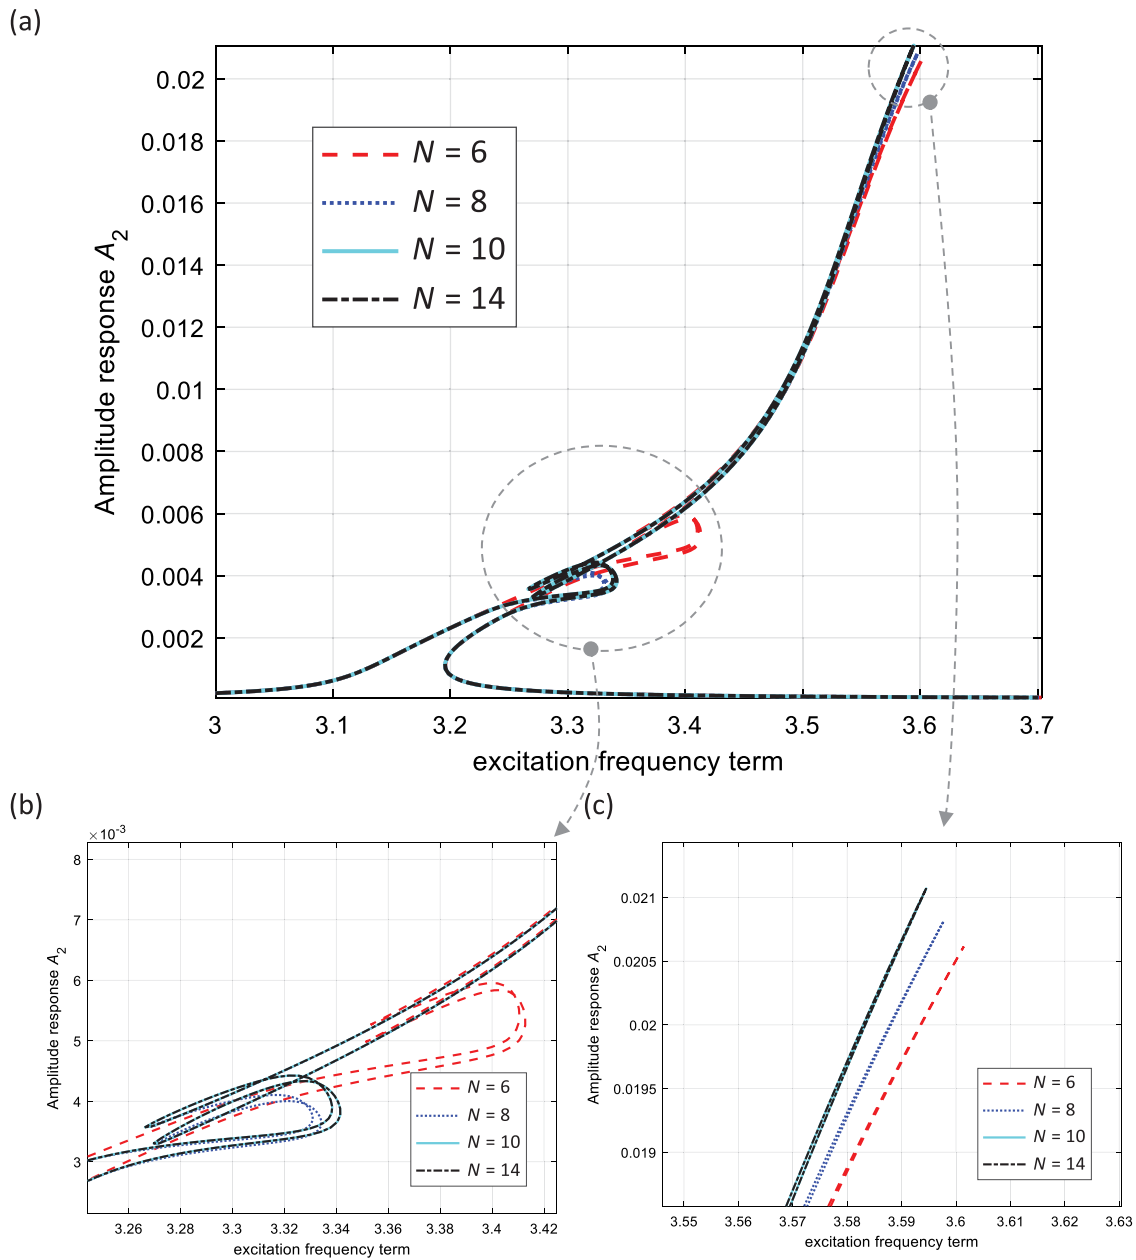 (a)
Amplitude response A2
0.02
0.018
0.016
0.014
0.012
0.01
0.008
0.006
0.004
0.002
N = 6
N = 8
N = 10
N = 14
3 3.1 3.2 3.3 3.4 3.5 3.6 3.7
excitation frequency term
(b)
×10-3
Amplitude response A2
8
7
6
5
4
3
N = 6
N = 8
N = 10
N = 14
3.26 3.28 3.3 3.32 3.34 3.36 3.38 3.4 3.42
excitation frequency term
(c)
Amplitude response A2
0.021
0.0205
0.02
0.0195
0.019
N = 6
N = 8
N = 10
N = 14
3.55 3.56 3.57 3.58 3.59 3.6 3.61 3.62 3.63
excitation frequency term